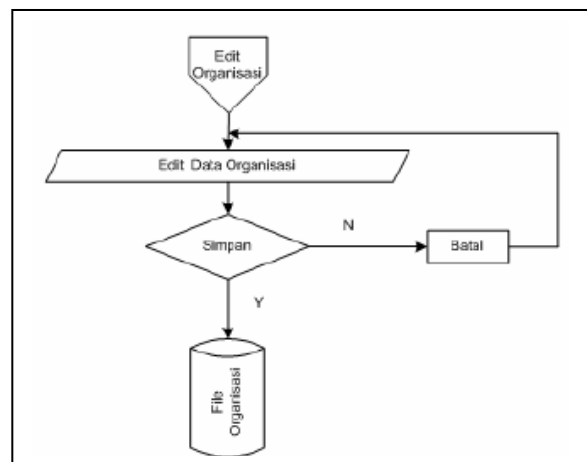 Edit
Organisasi
Edit Data Organisasi
Simpan
N
Batal
Y
File
Organisasi